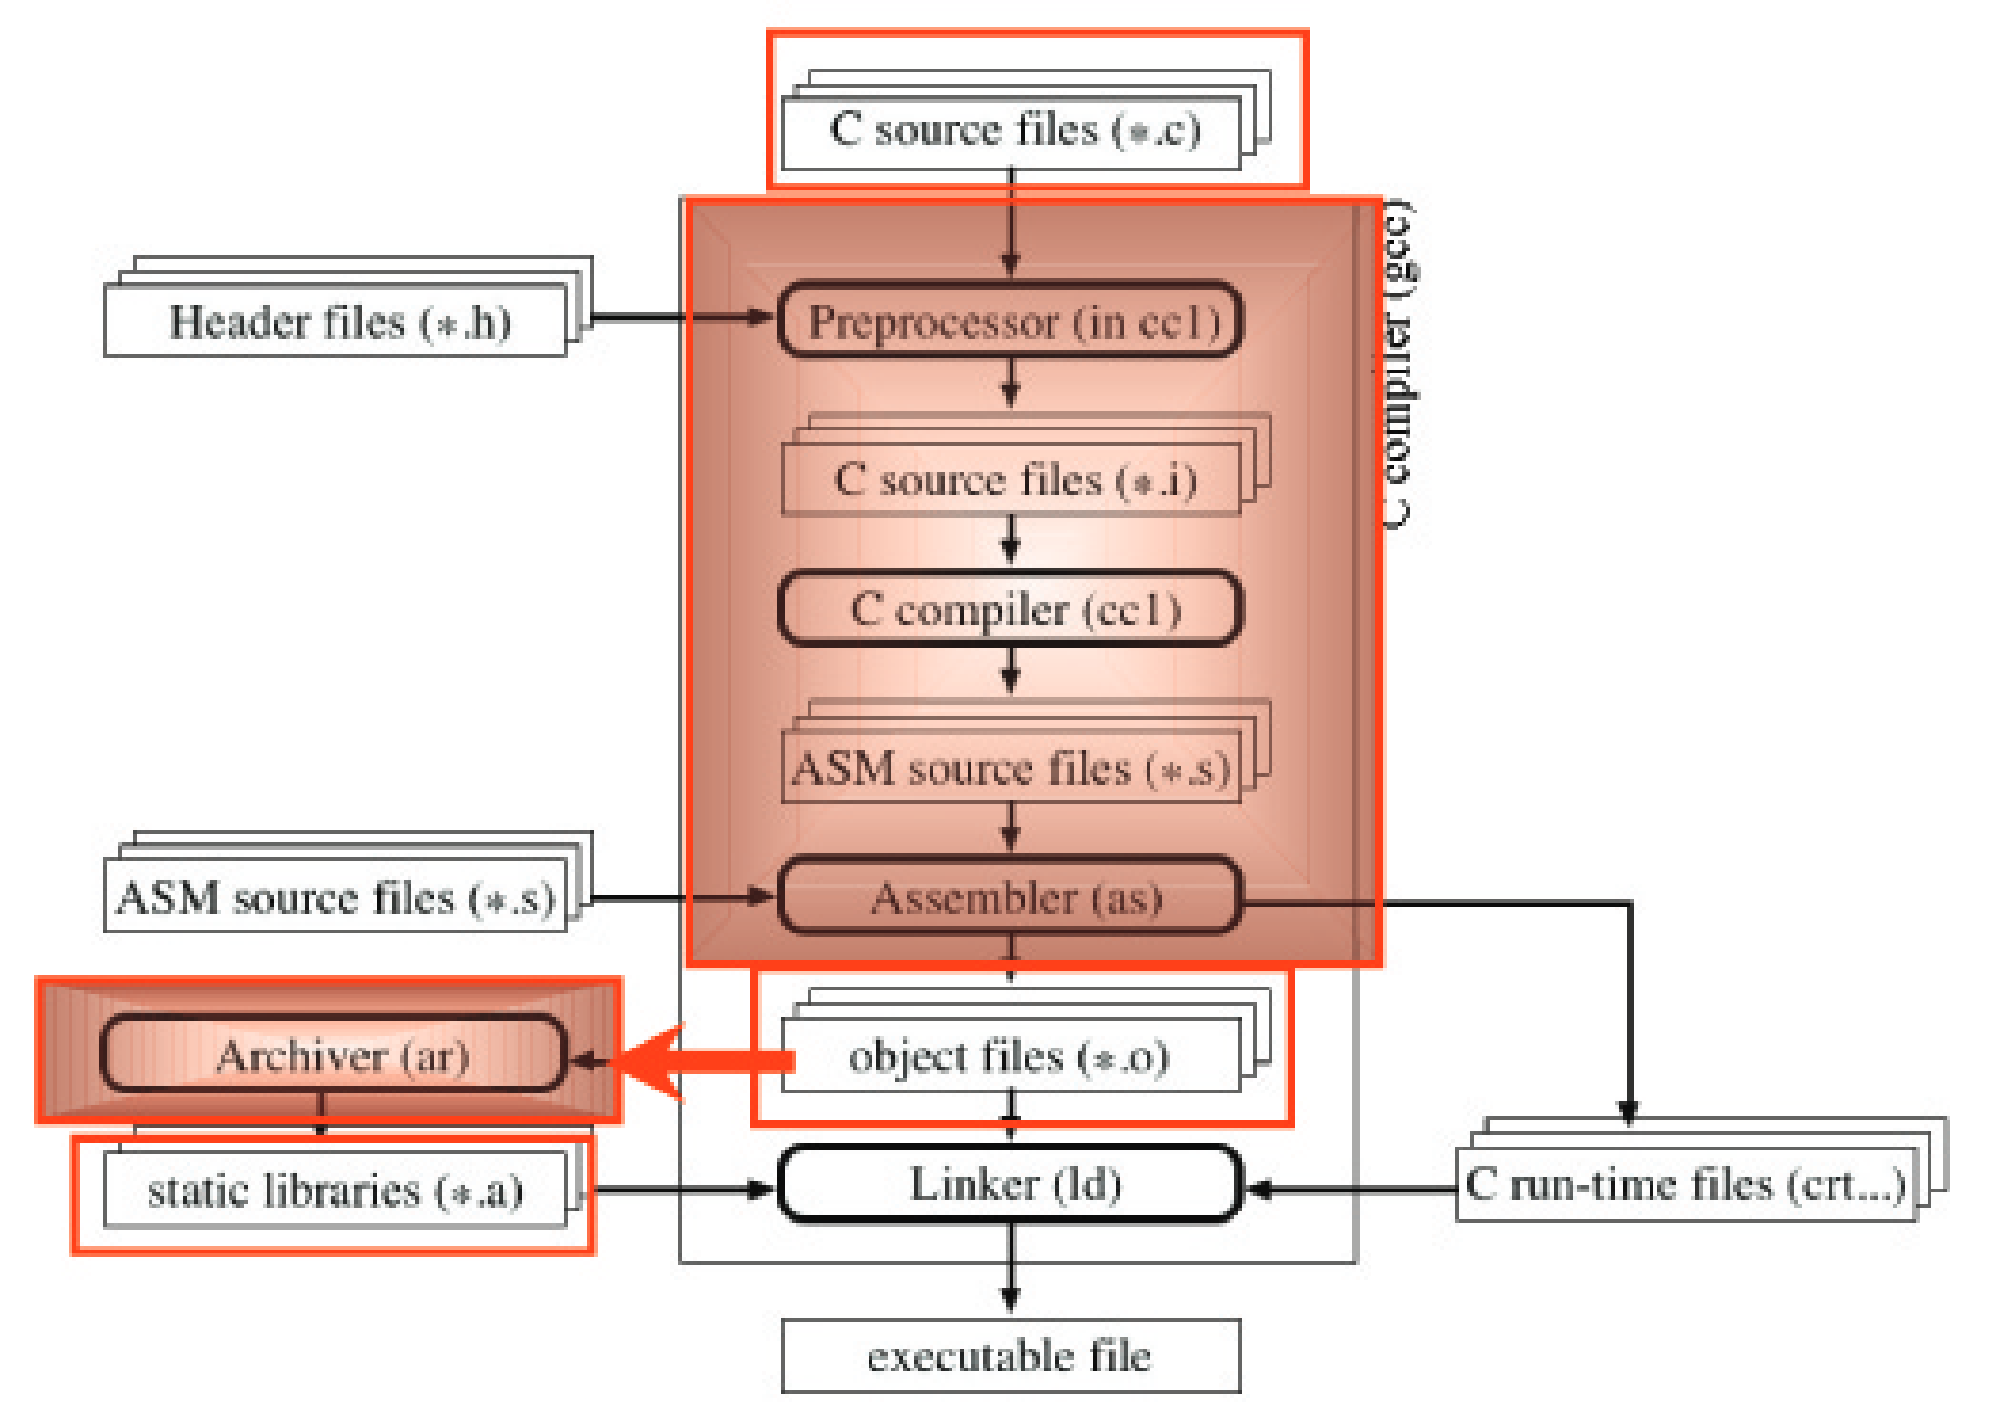 C source files (*.c)
C compiler (gcc)
Header files (*.h)
Preprocessor (in cc1)
C source files (*.i)
C compiler (cc1)
ASM source files (*.s)
ASM source files (*.s)
Assembler (as)
Archiver (ar)
object files (*.o)
static libraries (*.a)
Linker (ld)
C run-time files (crt...)
executable file